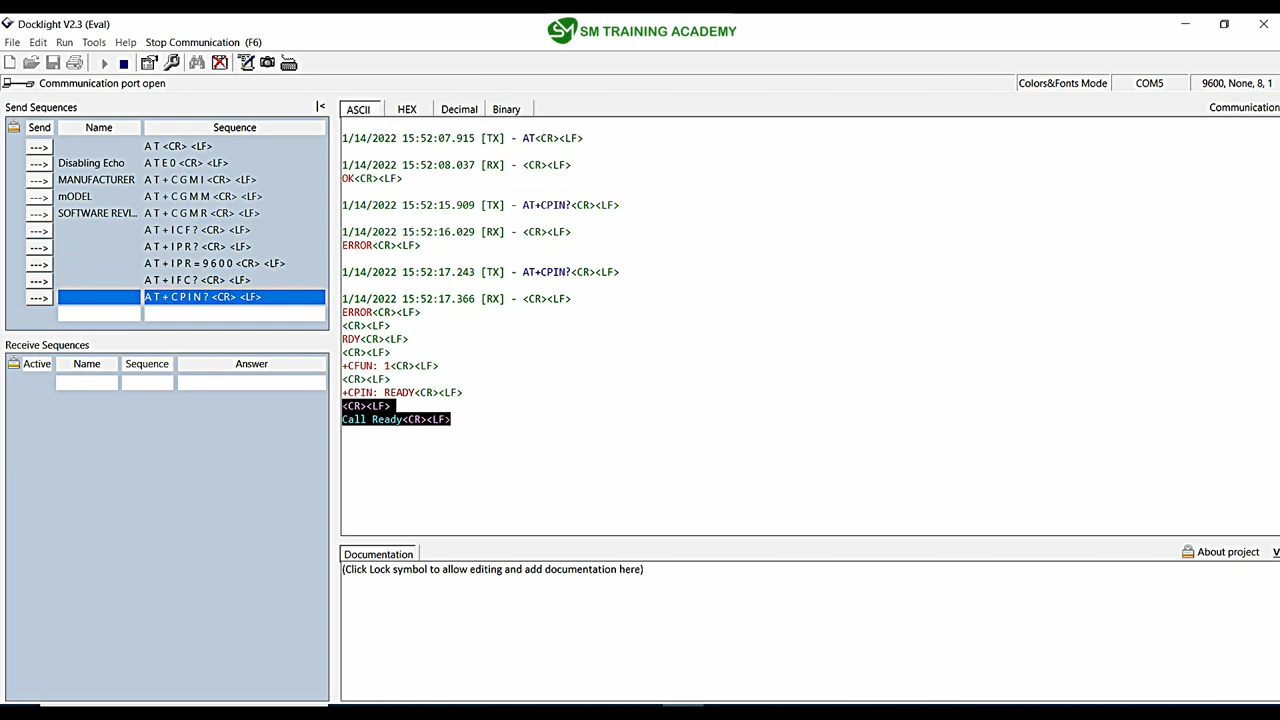 Docklight V2.3 (Eval)
SM TRAINING ACADEMY
File Edit Run Tools Help Stop Communication (F6)
Commmunication port open
Colors&Fonts Mode COM5 9600, None, 8, 1
Send Sequences
Send Name Sequence
---> A T <CR> <LF>
---> Disabling Echo A T E 0 <CR> <LF>
---> MANUFACTURER A T + C G M I <CR> <LF>
---> mODEL A T + C G M M <CR> <LF>
---> SOFTWARE REVI... A T + C G M R <CR> <LF>
---> A T + I C F ? <CR> <LF>
---> A T + I P R ? <CR> <LF>
---> A T + I P R = 9 6 0 0 <CR> <LF>
---> A T + I F C ? <CR> <LF>
---> A T + C P I N ? <CR> <LF>
Receive Sequences
Active Name Sequence Answer
Communication
ASCII HEX Decimal Binary
1/14/2022 15:52:07.915 [TX] - AT<CR><LF>
1/14/2022 15:52:08.037 [RX] - <CR><LF>
OK<CR><LF>
1/14/2022 15:52:15.909 [TX] - AT+CPIN?<CR><LF>
1/14/2022 15:52:16.029 [RX] - <CR><LF>
ERROR<CR><LF>
1/14/2022 15:52:17.243 [TX] - AT+CPIN?<CR><LF>
1/14/2022 15:52:17.366 [RX] - <CR><LF>
ERROR<CR><LF>
<CR><LF>
RDY<CR><LF>
<CR><LF>
+CFUN: 1<CR><LF>
<CR><LF>
+CPIN: READY<CR><LF>
<CR><LF>
Call Ready<CR><LF>
Documentation
About project V
(Click Lock symbol to allow editing and add documentation here)